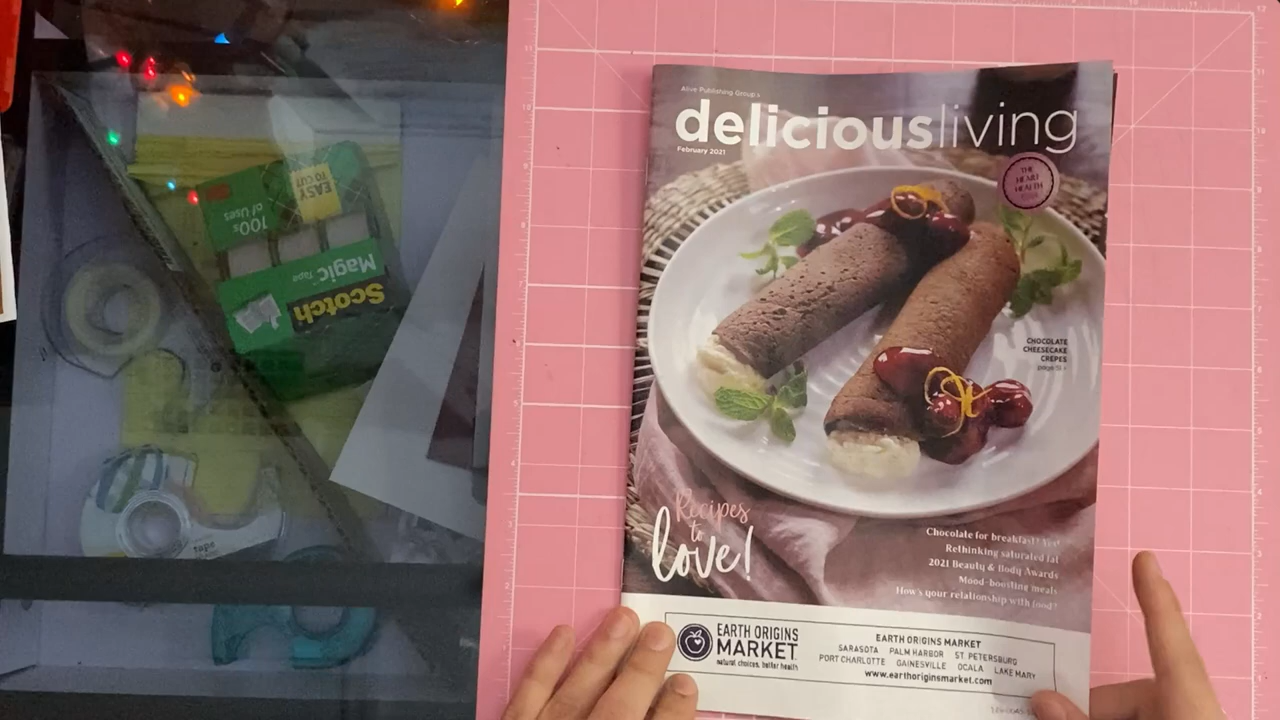 Alive Publishing Group >
deliciousliving
February 2021
THE
HEART
HEALTH
CHOCOLATE
CHEESECAKE
CREPES
Recipes
to
love!
Chocolate for breakfast? Yes!
Rethinking saturated fat
2021 Beauty & Body Awards
Mood-boosting meals
How's your relationship with food?
EARTH ORIGINS
MARKET
natural choices, better health
EARTH ORIGINS MARKET
SARASOTA PALM HARBOR ST. PETERSBURG
PORT CHARLOTTE GAINESVILLE OCALA LAKE MARY
www.earthoriginsmarket.com
EASY
TO CUT
100s
of Uses
Magic Tape
Scotch
tape